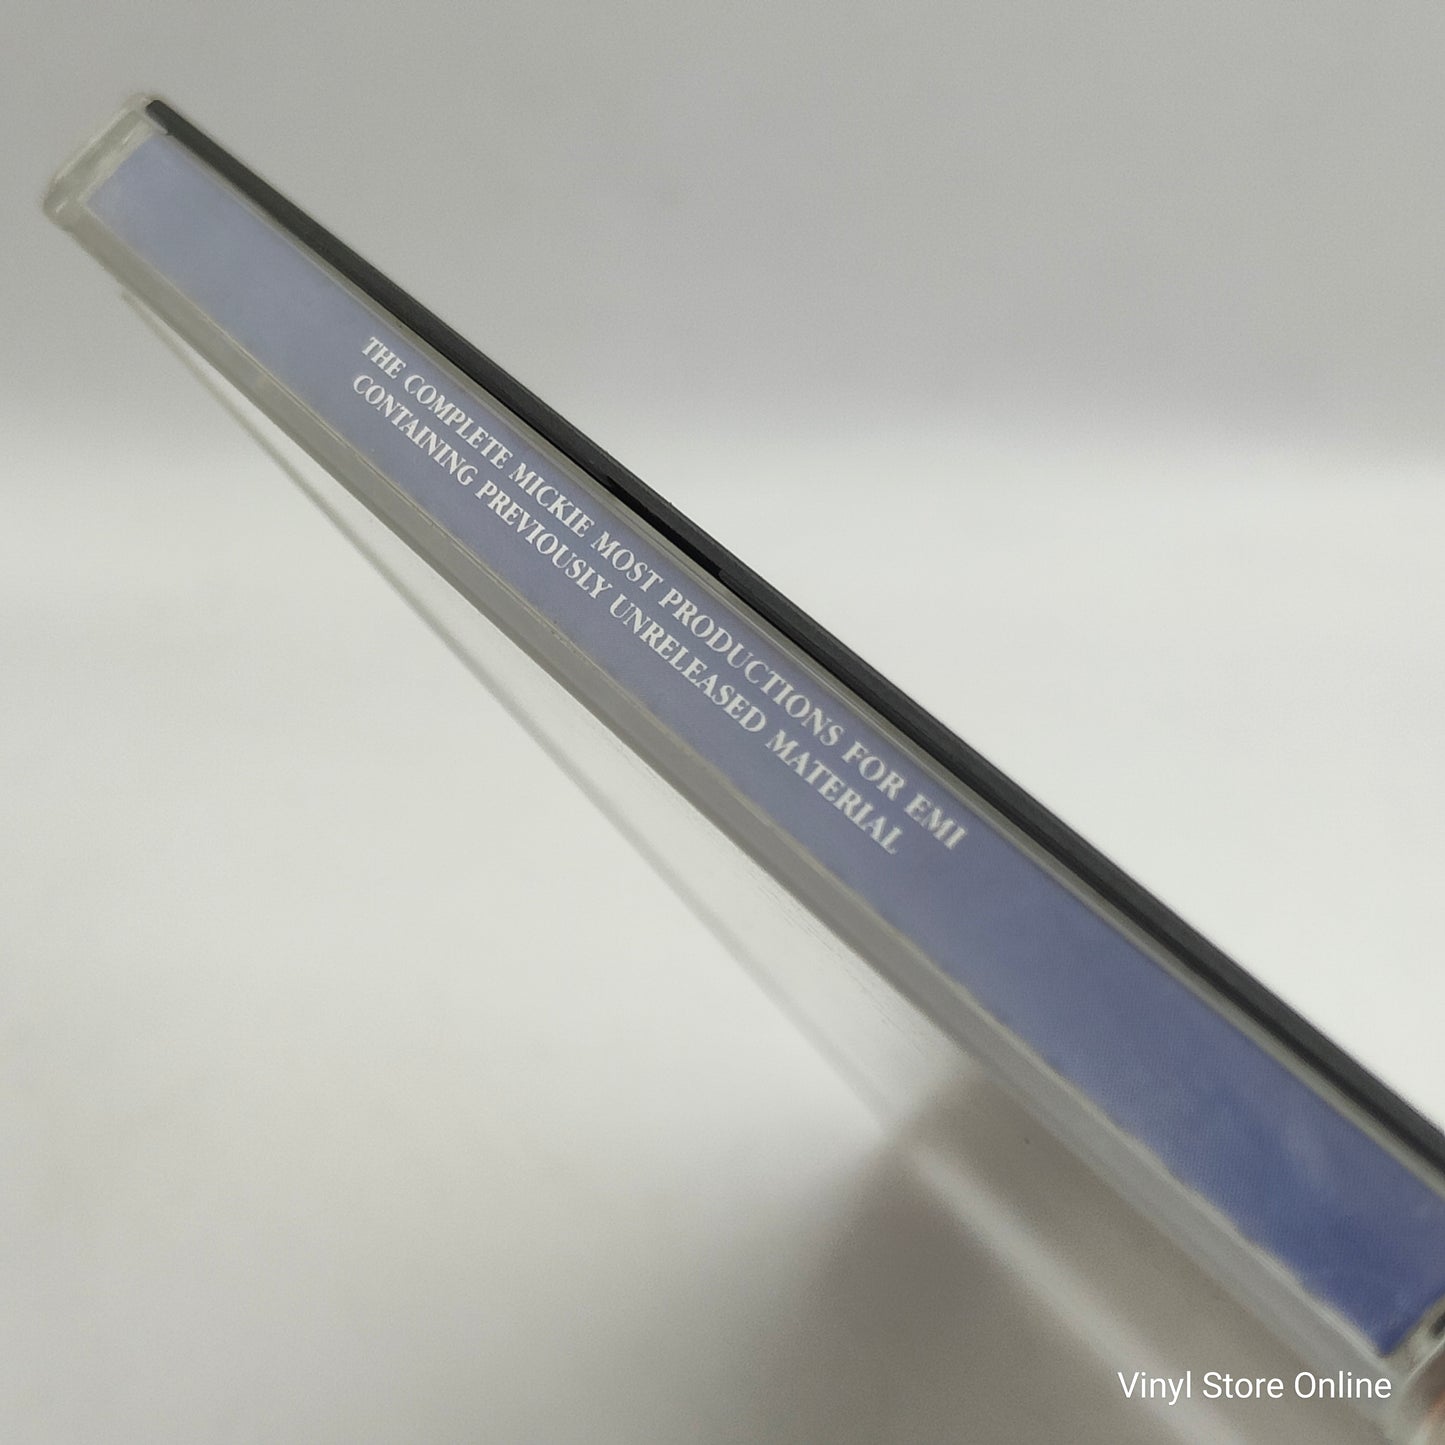 THE COMPLETE MICKIE MOST PRODUCTIONS FOR EMI
CONTAINING PREVIOUSLY UNRELEASED MATERIAL
Vinyl Store Online